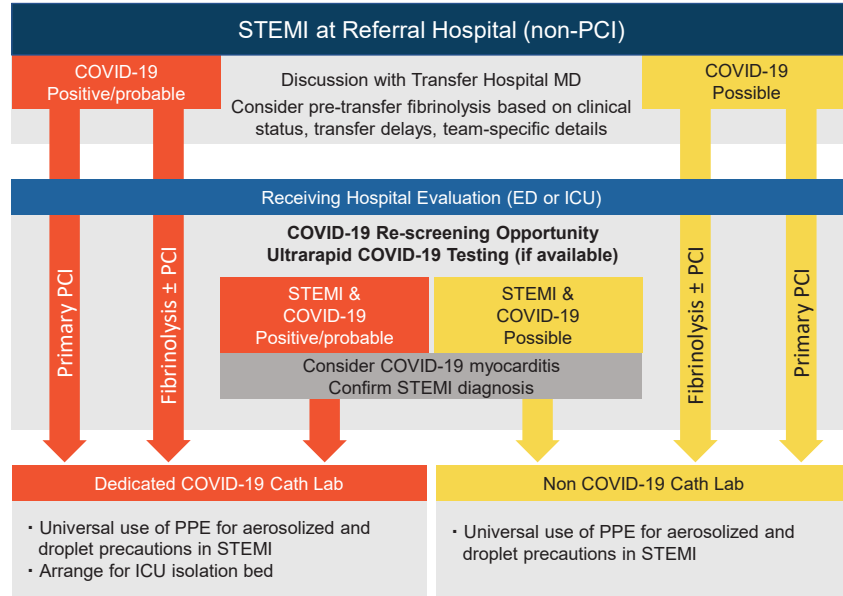 STEMI at Referral Hospital (non-PCI)
COVID-19
Positive/probable
Discussion with Transfer Hospital MD
Consider pre-transfer fibrinolysis based on clinical
status, transfer delays, team-specific details
COVID-19
Possible
Receiving Hospital Evaluation (ED or ICU)
Primary PCI
Fibrinolysis ± PCI
COVID-19 Re-screening Opportunity
Ultrarapid COVID-19 Testing (if available)
STEMI &
COVID-19
Positive/probable
STEMI &
COVID-19
Possible
Consider COVID-19 myocarditis
Confirm STEMI diagnosis
Fibrinolysis ± PCI
Primary PCI
Dedicated COVID-19 Cath Lab
· Universal use of PPE for aerosolized and
droplet precautions in STEMI
· Arrange for ICU isolation bed
Non COVID-19 Cath Lab
· Universal use of PPE for aerosolized and
droplet precautions in STEMI